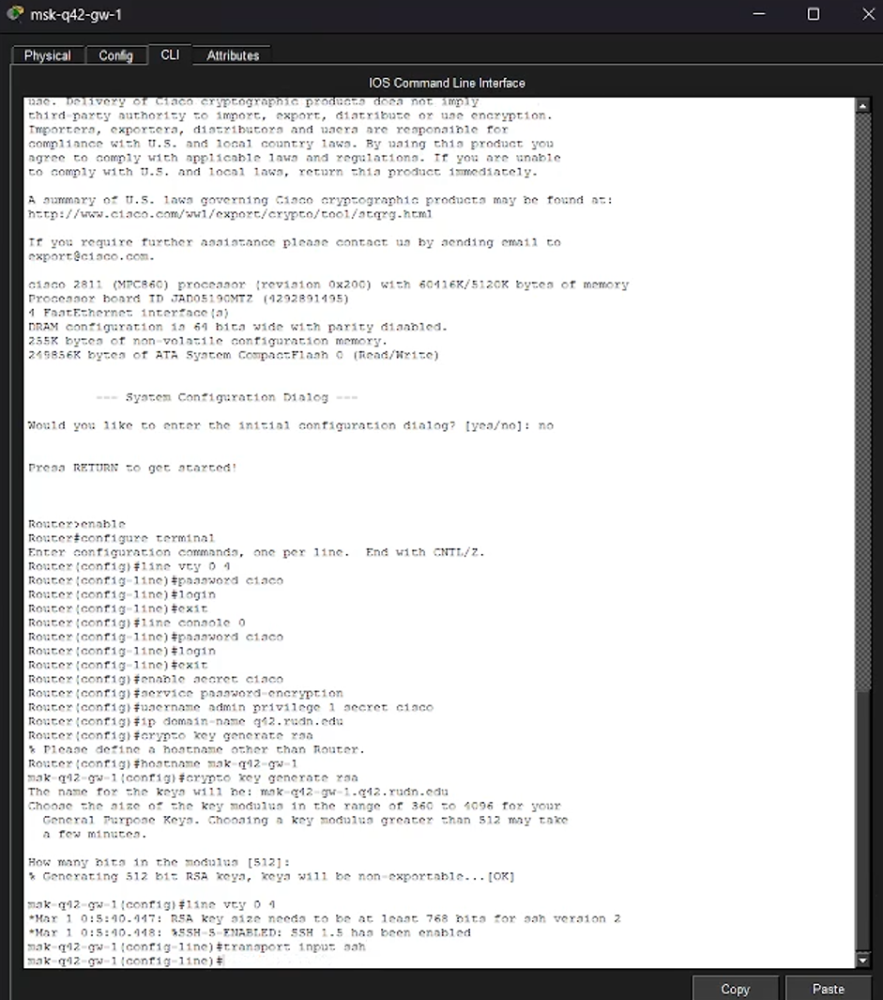 msk-q42-gw-1
Physical Config CLI Attributes
IOS Command Line Interface
use. Delivery of Cisco cryptographic products does not imply
third-party authority to import, export, distribute or use encryption.
Importers, exporters, distributors and users are responsible for
compliance with U.S. and local country laws. By using this product you
agree to comply with applicable laws and regulations. If you are unable
to comply with U.S. and local laws, return this product immediately.
A summary of U.S. laws governing Cisco cryptographic products may be found at:
http://www.cisco.com/wwl/export/crypto/tool/stqrg.html
If you require further assistance please contact us by sending email to
export@cisco.com.
cisco 2811 (MPC860) processor (revision 0x200) with 60416K/5120K bytes of memory
Processor board ID JAD05190MTZ (4292891495)
4 FastEthernet interface(s)
DRAM configuration is 64 bits wide with parity disabled.
255K bytes of non-volatile configuration memory.
249856K bytes of ATA System CompactFlash 0 (Read/Write)
--- System Configuration Dialog ---
Would you like to enter the initial configuration dialog? [yes/no]: no
Press RETURN to get started!
Router>enable
Router#configure terminal
Enter configuration commands, one per line.  End with CNTL/Z.
Router(config)#line vty 0 4
Router(config-line)#password cisco
Router(config-line)#login
Router(config-line)#exit
Router(config)#line console 0
Router(config-line)#password cisco
Router(config-line)#login
Router(config-line)#exit
Router(config)#enable secret cisco
Router(config)#service password-encryption
Router(config)#username admin privilege 1 secret cisco
Router(config)#ip domain-name q42.rudn.edu
Router(config)#crypto key generate rsa
% Please define a hostname other than Router.
Router(config)#hostname msk-q42-gw-1
msk-q42-gw-1(config)#crypto key generate rsa
The name for the keys will be: msk-q42-gw-1.q42.rudn.edu
Choose the size of the key modulus in the range of 360 to 4096 for your
General Purpose Keys. Choosing a key modulus greater than 512 may take
a few minutes.
How many bits in the modulus [512]:
% Generating 512 bit RSA keys, keys will be non-exportable...[OK]
msk-q42-gw-1(config)#line vty 0 4
*Mar 1 0:5:40.447: RSA key size needs to be at least 768 bits for ssh version 2
*Mar 1 0:5:40.448: %SSH-5-ENABLED: SSH 1.5 has been enabled
msk-q42-gw-1(config-line)#transport input ssh
msk-q42-gw-1(config-line)#
Copy Paste